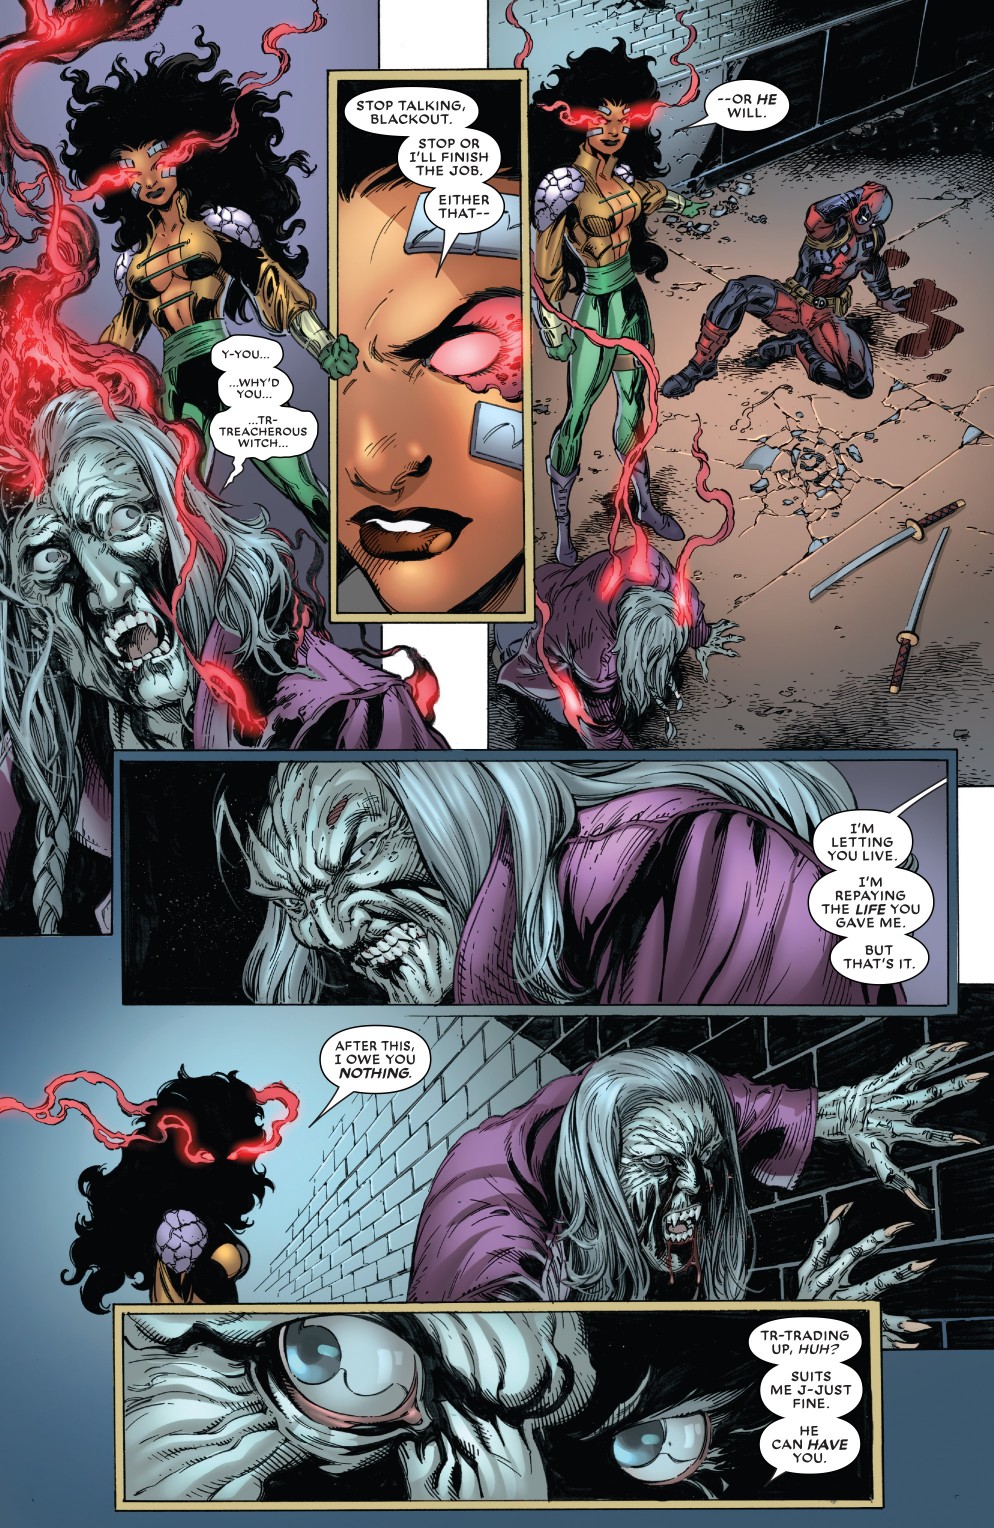 Y-YOU...
...WHY'D
YOU...
...TR-
TREACHEROUS
WITCH...
STOP TALKING,
BLACKOUT.
STOP OR
I'LL FINISH
THE JOB.
EITHER
THAT--
--OR HE
WILL.
I'M
LETTING
YOU LIVE.
I'M
REPAYING
THE LIFE YOU
GAVE ME.
BUT
THAT'S IT.
AFTER THIS,
I OWE YOU
NOTHING.
TR-TRADING
UP, HUH?
SUITS
ME J-JUST
FINE.
HE
CAN HAVE
YOU.